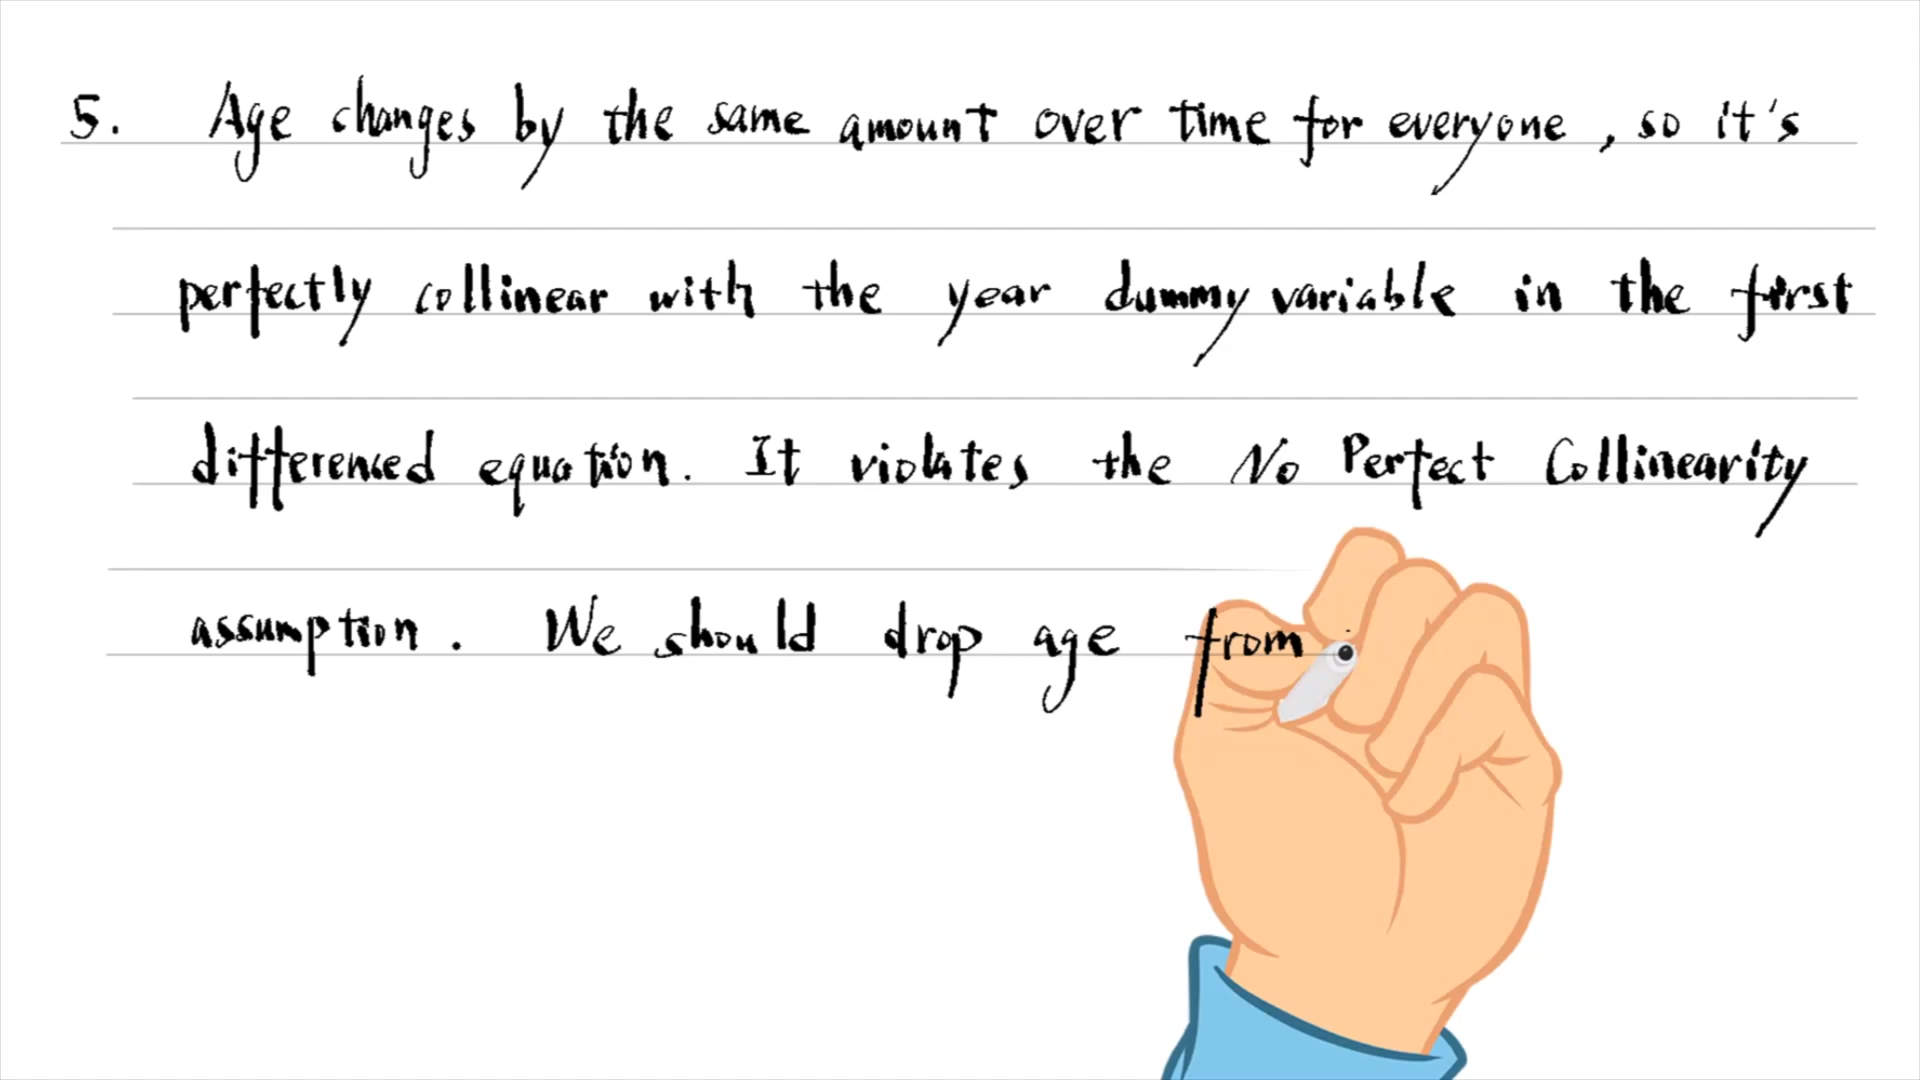 5. Age changes by the same amount over time for everyone, so it's
perfectly collinear with the year dummy variable in the first
differenced equation. It violates the No Perfect Collinearity
assumption. We should drop age from